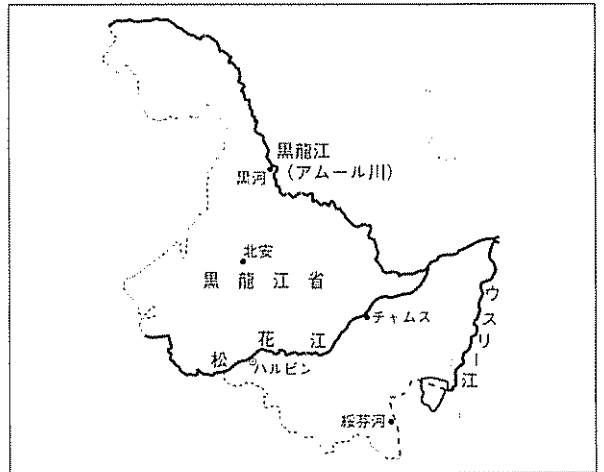 黒龍江
(アムール川)
黒河
北安
黒龍江省
チャムス
ウスリー江
松花江
ハルビン
綏芬河